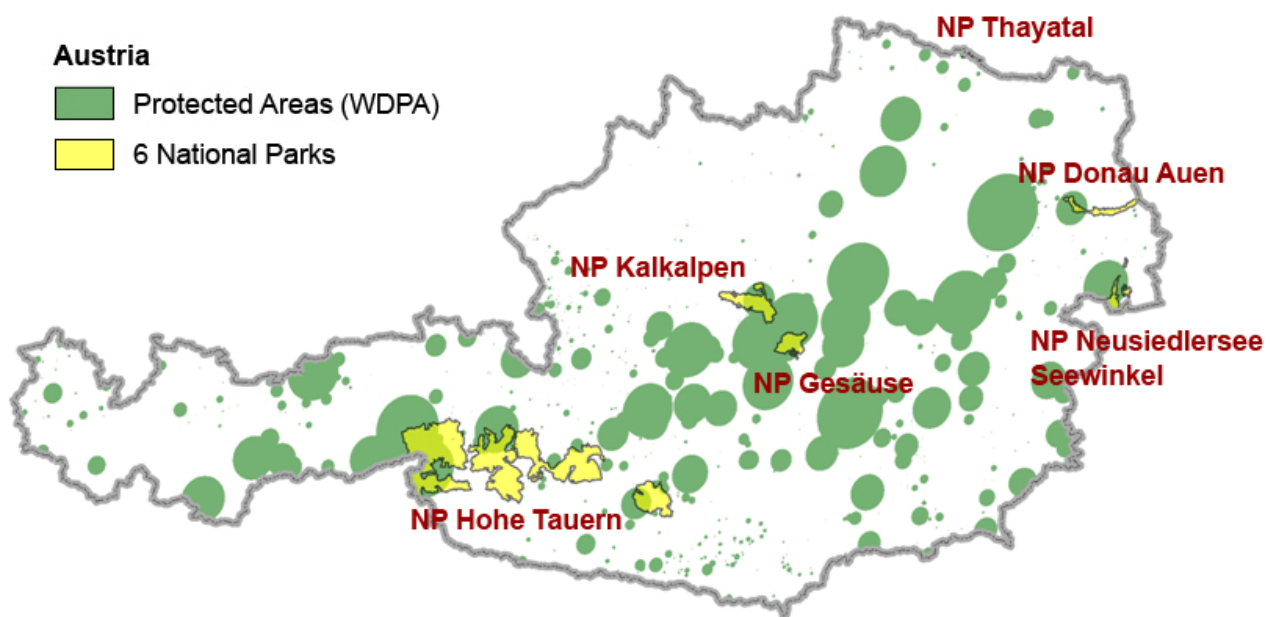 Austria
Protected Areas (WDPA)
6 National Parks
NP Thayatal
NP Donau Auen
NP Kalkalpen
NP Neusiedlersee
Seewinkel
NP Gesäuse
NP Hohe Tauern